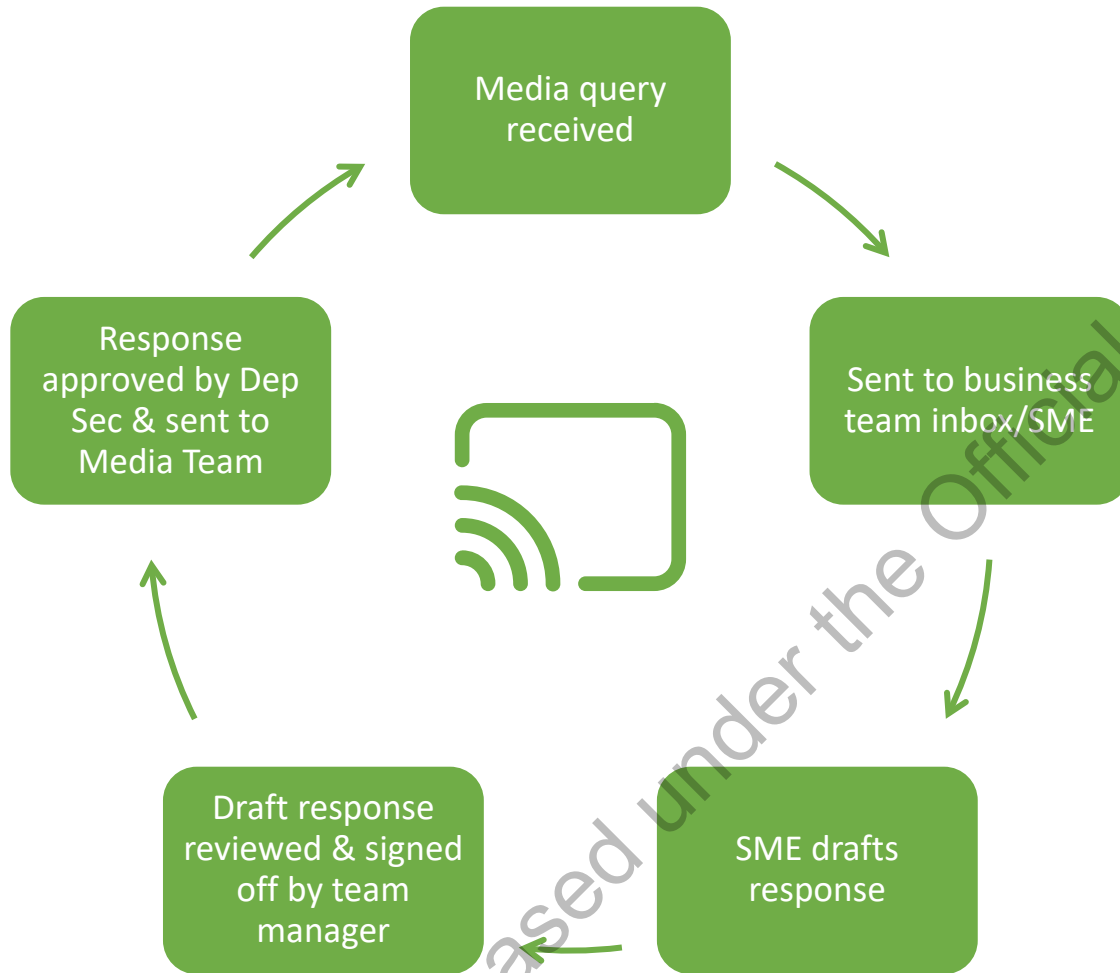 Media query
received
Sent to business
team inbox/SME
SME drafts
response
Draft response
reviewed & signed
off by team
manager
Response
approved by Dep
Sec & sent to
Media Team
ased under the Official